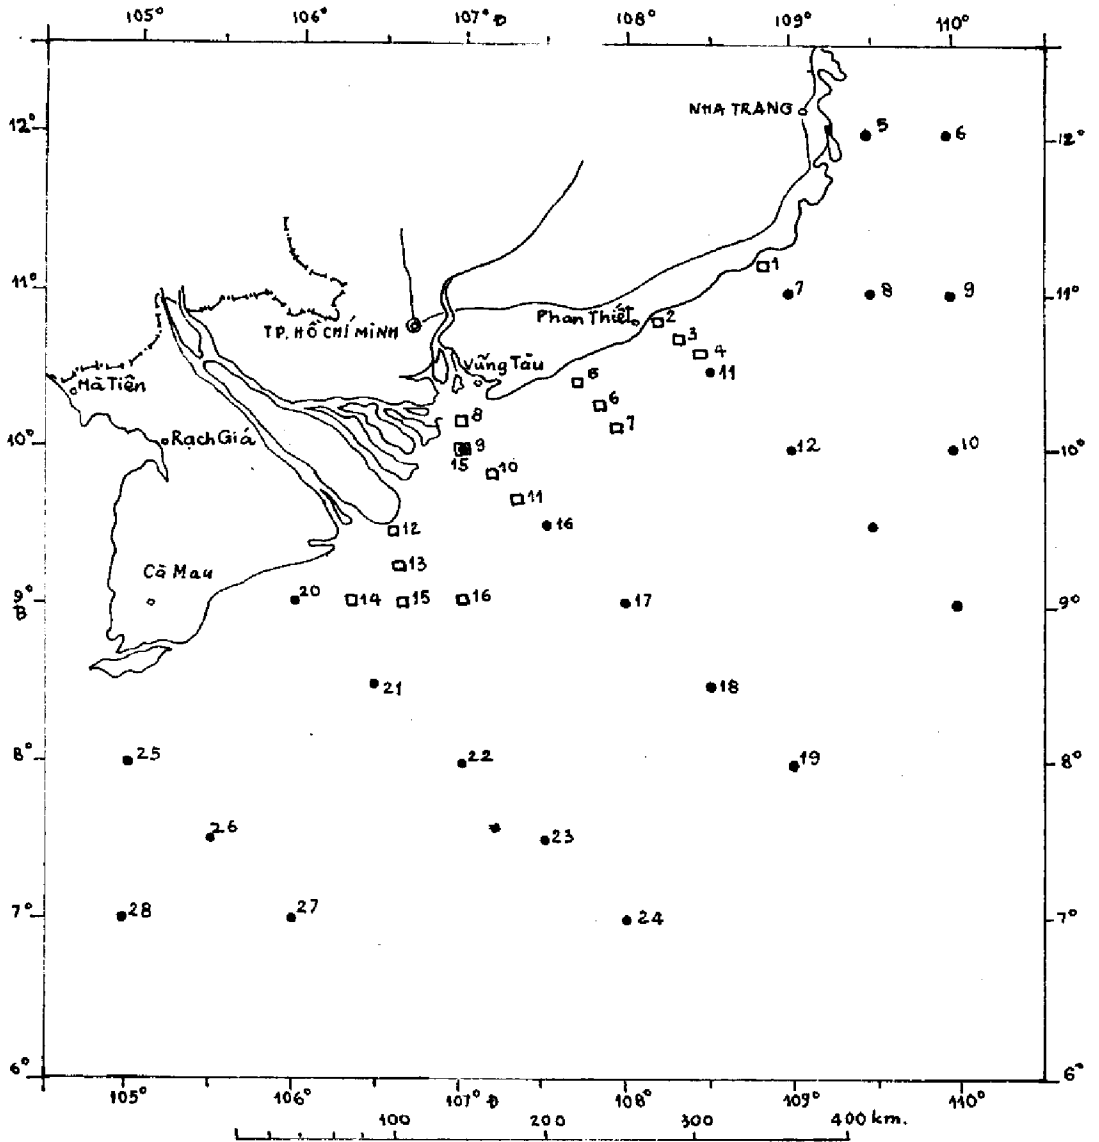 105° 106° 107° Đ 108° 109° 110°
NHA TRANG
12° 5 6 12°
1
11° 7 8 9 11°
TP. HỒ CHÍ MINH Phan Thiết 2
3
4
Hà Tiên Vũng Tàu 5 11
6
8 7
10° Rạch Giá 9 12 10 10°
15 10
11
12 16
13
Cà Mau
9° B 20 14 15 16 17 9°
21 18
8° 25 22 19 8°
26 23
7° 28 27 24 7°
6° 6°
105° 106° 107° Đ 108° 109° 110°
100 200 300 400 km.